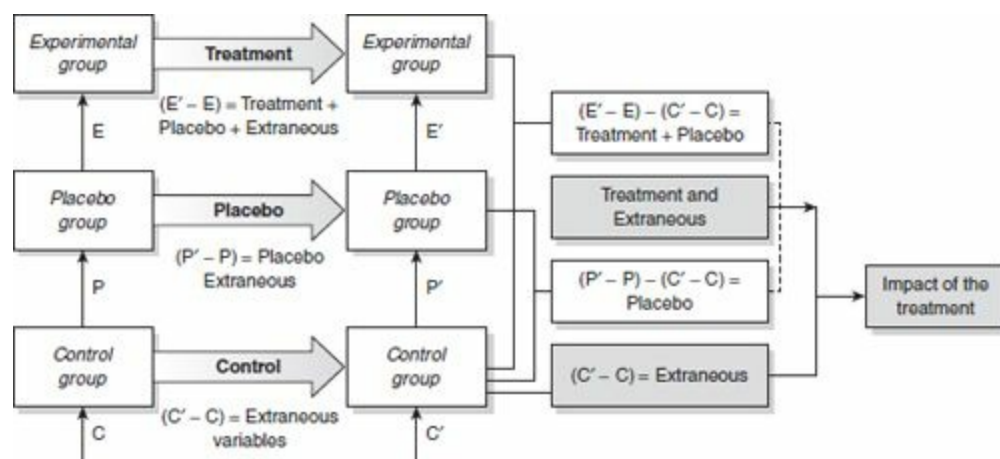 Experimental
group
Treatment
Experimental
group
(E′ – E) = Treatment +
Placebo + Extraneous
E
E′
(E′ – E) – (C′ – C) =
Treatment + Placebo
Placebo
group
Placebo
Placebo
group
Treatment and
Extraneous
(P′ – P) = Placebo
Extraneous
P
P′
(P′ – P) – (C′ – C) =
Placebo
Impact of the
treatment
Control
group
Control
Control
group
(C′ – C) = Extraneous
(C′ – C) = Extraneous
variables
C
C′